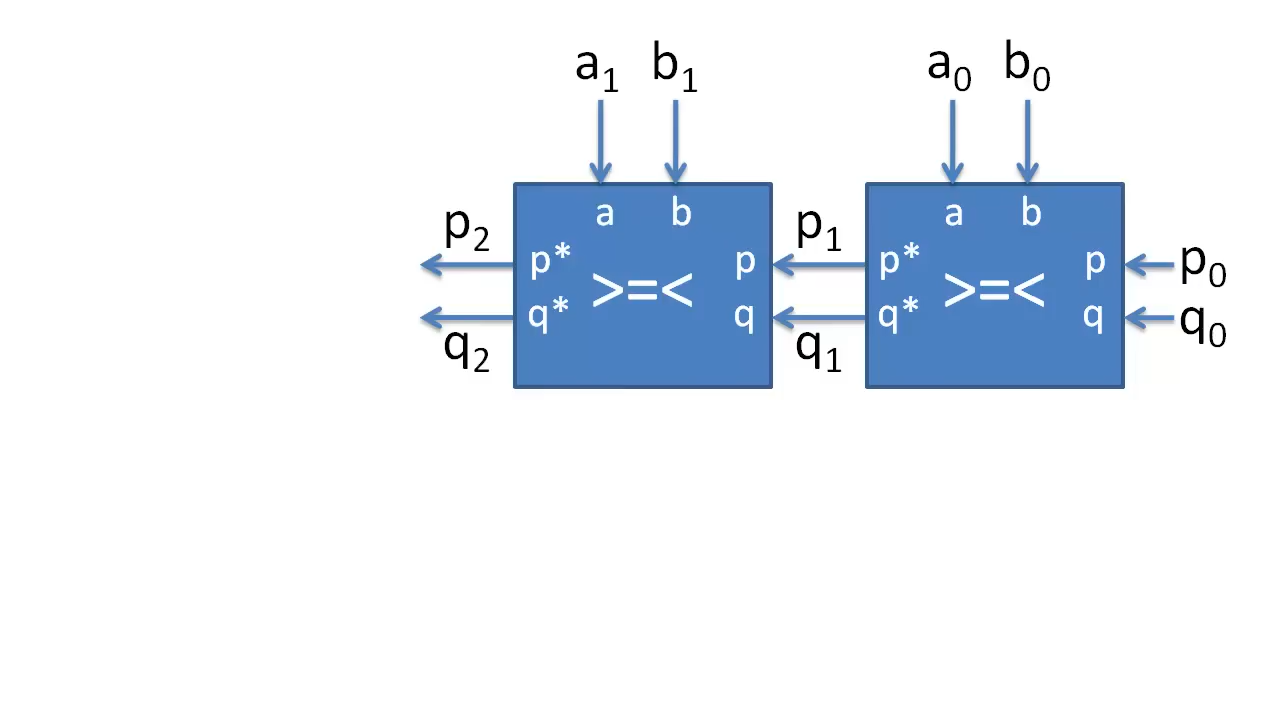 a₁ b₁ a₀ b₀
a b a b
p₂ p* p p₁ p* p p₀
>=< >=<
q₂ q* q q₁ q* q q₀